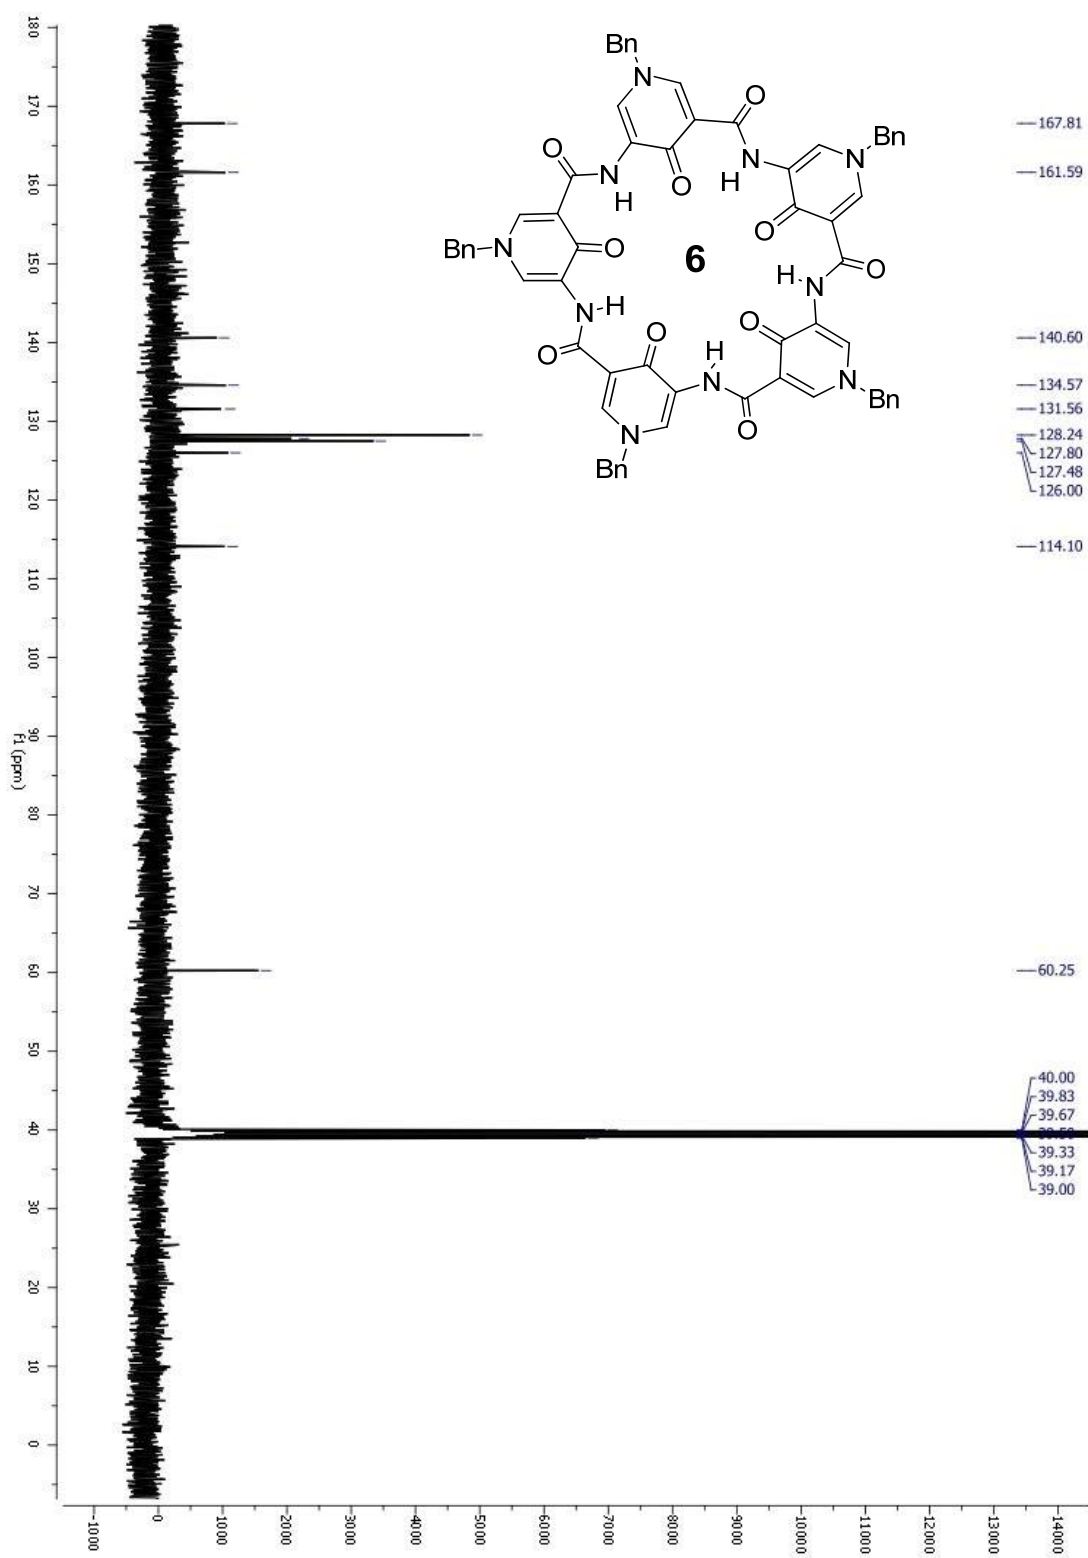 Bn
N
O
O
N
H
O
N
H
O
N
Bn
Bn
N
O
6
H
N
O
N
H
O
O
O
H
N
O
N
Bn
N
Bn
167.81
161.59
140.60
134.57
131.56
128.24
127.80
127.48
126.00
114.10
60.25
40.00
39.83
39.67
39.33
39.17
39.00
180
170
160
150
140
130
120
110
100
90
80
70
60
50
40
30
20
10
0
f1 (ppm)
-1000
0
1000
2000
3000
4000
5000
6000
7000
8000
9000
10000
11000
12000
13000
14000